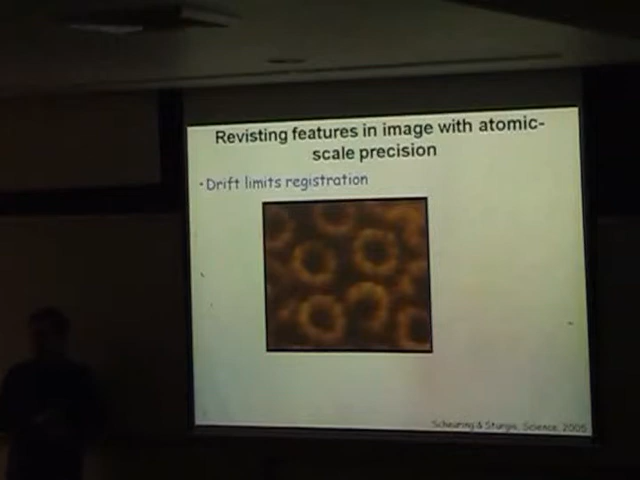 Revisting features in image with atomic-
scale precision
• Drift limits registration
Scheuring & Sturgis, Science, 2005